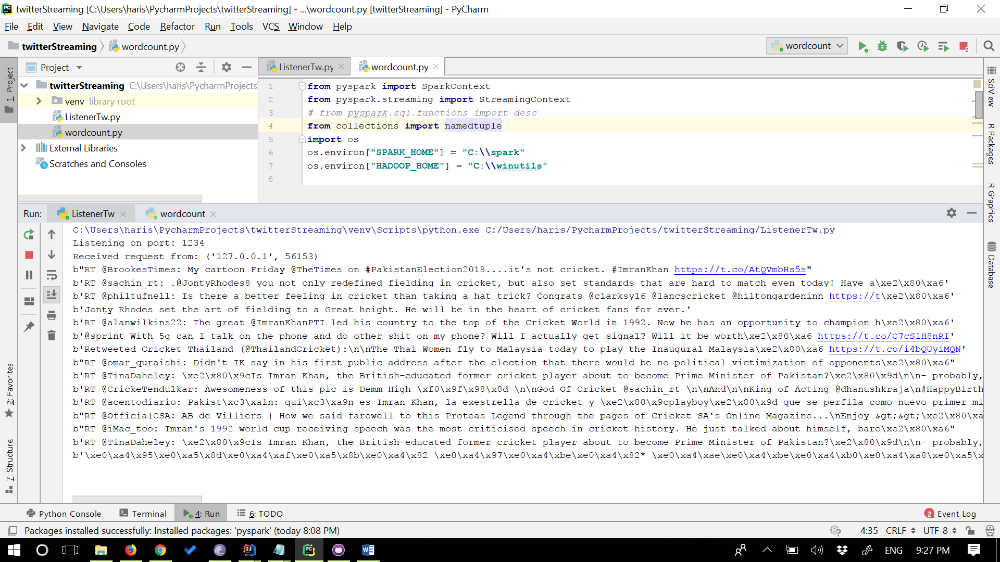 twitterStreaming [C:\Users\haris\PycharmProjects\twitterStreaming] - ...\wordcount.py [twitterStreaming] - PyCharm
File Edit View Navigate Code Refactor Run Tools VCS Window Help
twitterStreaming wordcount.py wordcount 2
1: Project
Project
ListenerTw.py wordcount.py
twitterStreaming C:\Users\haris\PycharmProjects
venv library root
ListenerTw.py
wordcount.py
External Libraries
Scratches and Consoles
1 from pyspark import SparkContext
2 from pyspark.streaming import StreamingContext
3 # from pyspark.sql.functions import desc
4 from collections import namedtuple
5 import os
6 os.environ["SPARK_HOME"] = "C:\\spark"
7 os.environ["HADOOP_HOME"] = "C:\\winutils"
8
SciView
R Packages
R Graphics
Database
Run: ListenerTw wordcount
C:\Users\haris\PycharmProjects\twitterStreaming\venv\Scripts\python.exe C:/Users/haris/PycharmProjects/twitterStreaming/ListenerTw.py
Listening on port: 1234
Received request from: ('127.0.0.1', 56153)
b"RT @BrookesTimes: My cartoon Friday @TheTimes on #PakistanElection2018....it's not cricket. #ImranKhan https://t.co/AtQVmbHs5s"
b'RT @sachin_rt: .@JontyRhodes8 you not only redefined fielding in cricket, but also set standards that are hard to match even today! Have a\xe2\x80\xa6'
b'RT @philtufnell: Is there a better feeling in cricket than taking a hat trick? Congrats @clarksy16 @lancscricket @hiltongardeninn https://t\xe2\x80\xa6'
b'Jonty Rhodes set the art of fielding to a Great height. He will be in the heart of cricket fans for ever.'
b'RT @alanwilkins22: The great @ImranKhanPTI led his country to the top of the Cricket World in 1992. Now he has an opportunity to champion h\xe2\x80\xa6'
b'@sprint With 5g can I talk on the phone and do other shit on my phone? Will I actually get signal? Will it be worth\xe2\x80\xa6 https://t.co/C7cS1H8nRI'
b'Retweeted Cricket Thailand (@ThailandCricket):\n\nThe Thai Women fly to Malaysia today to play the Inaugural Malaysia\xe2\x80\xa6 https://t.co/i4bQUyiMQN'
b"RT @omar_quraishi: Didn't IK say in his first public address after the election that there would be no political victimization of opponents\xe2\x80\xa6"
b'RT @TinaDaheley: \xe2\x80\x9cIs Imran Khan, the British-educated former cricket player about to become Prime Minister of Pakistan?\xe2\x80\x9d\n\n- probably,
b'RT @CrickeTendulkar: Awesomeness of this pic is Demm High \xf0\x9f\x98\x8d \n\nGod Of Cricket @sachin_rt \n\nAnd\n\nKing of Acting @dhanushkraja\n#HappyBirth
b'RT @acentodiario: Pakist\xc3\xa1n: qui\xc3\xa9n es Imran Khan, la exestrella de cricket y \xe2\x80\x9cplayboy\xe2\x80\x9d que se perfila como nuevo primer mi
b"RT @OfficialCSA: AB de Villiers | How we said farewell to this Proteas Legend through the pages of Cricket SA's Online Magazine...\nEnjoy &gt;&gt;\xe2\x80\xa
b"RT @iMac_too: Imran's 1992 world cup receiving speech was the most criticised speech in cricket history. He just talked about himself, bare\xe2\x80\xa6"
b'RT @TinaDaheley: \xe2\x80\x9cIs Imran Khan, the British-educated former cricket player about to become Prime Minister of Pakistan?\xe2\x80\x9d\n\n- probably,
b'\xe0\xa4\x95\xe0\xa5\x8d\xe0\xa4\xaf\xe0\xa5\x8b\xe0\xa4\x82 \xe0\xa4\x97\xe0\xa4\xbe\xe0\xa4\x82* \xe0\xa4\xae\xe0\xa4\xbe\xe0\xa4\xb0\xe0\xa4\xa8\xe0\xa5\x
2: Favorites
7: Structure
Python Console Terminal 4: Run 6: TODO 2 Event Log
Packages installed successfully: Installed packages: 'pyspark' (today 8:08 PM) 4:35 CRLF UTF-8
ENG 9:27 PM